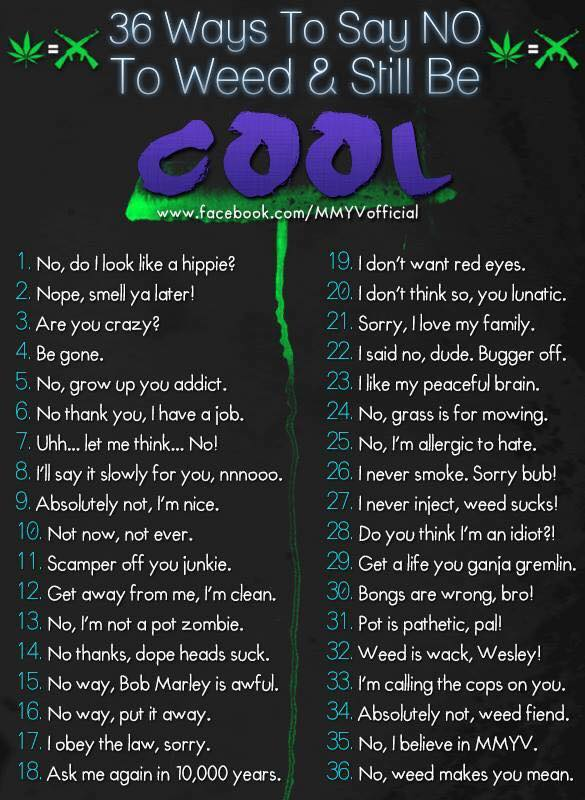 36 Ways To Say NO
To Weed & Still Be
COOL
www.facebook.com/MMYVofficial
1. No, do I look like a hippie?
2. Nope, smell ya later!
3. Are you crazy?
4. Be gone.
5. No, grow up you addict.
6. No thank you, I have a job.
7. Uhh... let me think... No!
8. I'll say it slowly for you, nnnooo.
9. Absolutely not, I'm nice.
10. Not now, not ever.
11. Scamper off you junkie.
12. Get away from me, I'm clean.
13. No, I'm not a pot zombie.
14. No thanks, dope heads suck.
15. No way, Bob Marley is awful.
16. No way, put it away.
17. I obey the law, sorry.
18. Ask me again in 10,000 years.
19. I don't want red eyes.
20. I don't think so, you lunatic.
21. Sorry, I love my family.
22. I said no, dude. Bugger off.
23. I like my peaceful brain.
24. No, grass is for mowing.
25. No, I'm allergic to hate.
26. I never smoke. Sorry bub!
27. I never inject, weed sucks!
28. Do you think I'm an idiot?!
29. Get a life you ganja gremlin.
30. Bongs are wrong, bro!
31. Pot is pathetic, pal!
32. Weed is wack, Wesley!
33. I'm calling the cops on you.
34. Absolutely not, weed fiend.
35. No, I believe in MMYV.
36. No, weed makes you mean.